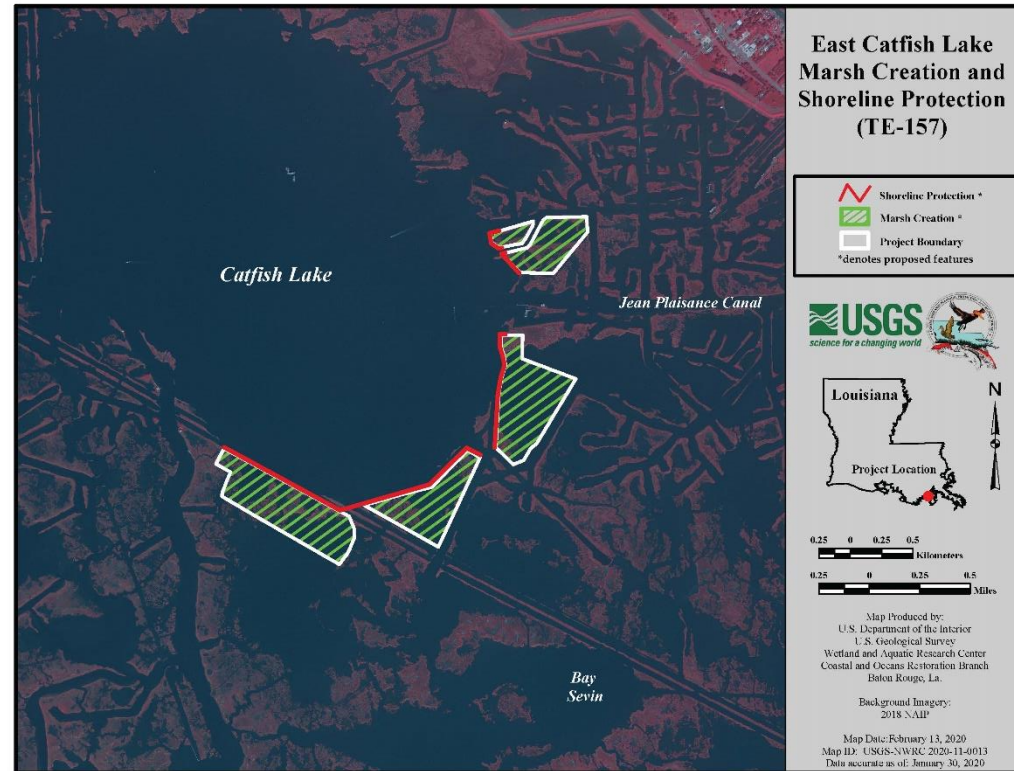 East Catfish Lake
Marsh Creation and
Shoreline Protection
(TE-157)
Shoreline Protection *
Marsh Creation *
Project Boundary
*denotes proposed features
Catfish Lake
Jean Plaisance Canal
Bay
Sevin
USGS
science for a changing world
Louisiana
N
Project Location
0.25 0 0.25 0.5
Kilometers
0.25 0 0.25 0.5
Miles
Map Produced by:
U.S. Department of the Interior
U.S. Geological Survey
Wetland and Aquatic Research Center
Coastal and Oceans Restoration Branch
Baton Rouge, La.
Background Imagery:
2018 NAIP
Map Date: February 13, 2020
Map ID: USGS-NWRC 2020-11-0013
Data accurate as of: January 30, 2020